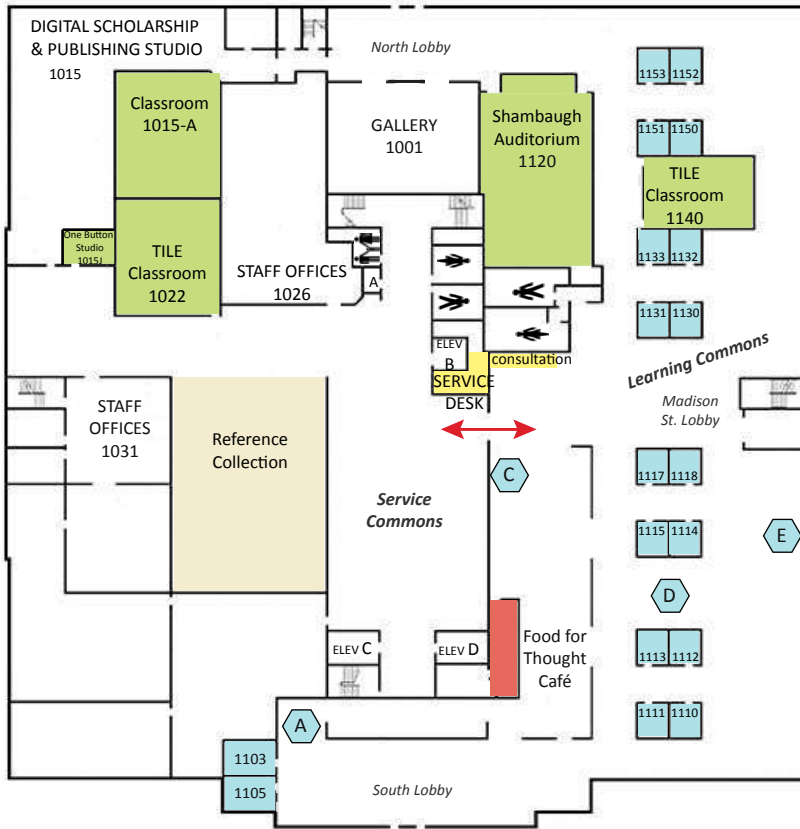 DIGITAL SCHOLARSHIP
& PUBLISHING STUDIO
1015
North Lobby
1153
1152
Classroom
1015-A
GALLERY
1001
Shambaugh
Auditorium
1120
1151
1150
TILE
Classroom
1140
One Button
Studio
1015J
TILE
Classroom
1022
STAFF OFFICES
1026
A
1133
1132
1131
1130
ELEV
B
consultation
SERVICE
DESK
Learning Commons
Madison
St. Lobby
STAFF
OFFICES
1031
Reference
Collection
Service
Commons
C
1117
1118
1115
1114
E
D
ELEV C
ELEV D
Food for
Thought
Café
1113
1112
1111
1110
A
1103
1105
South Lobby